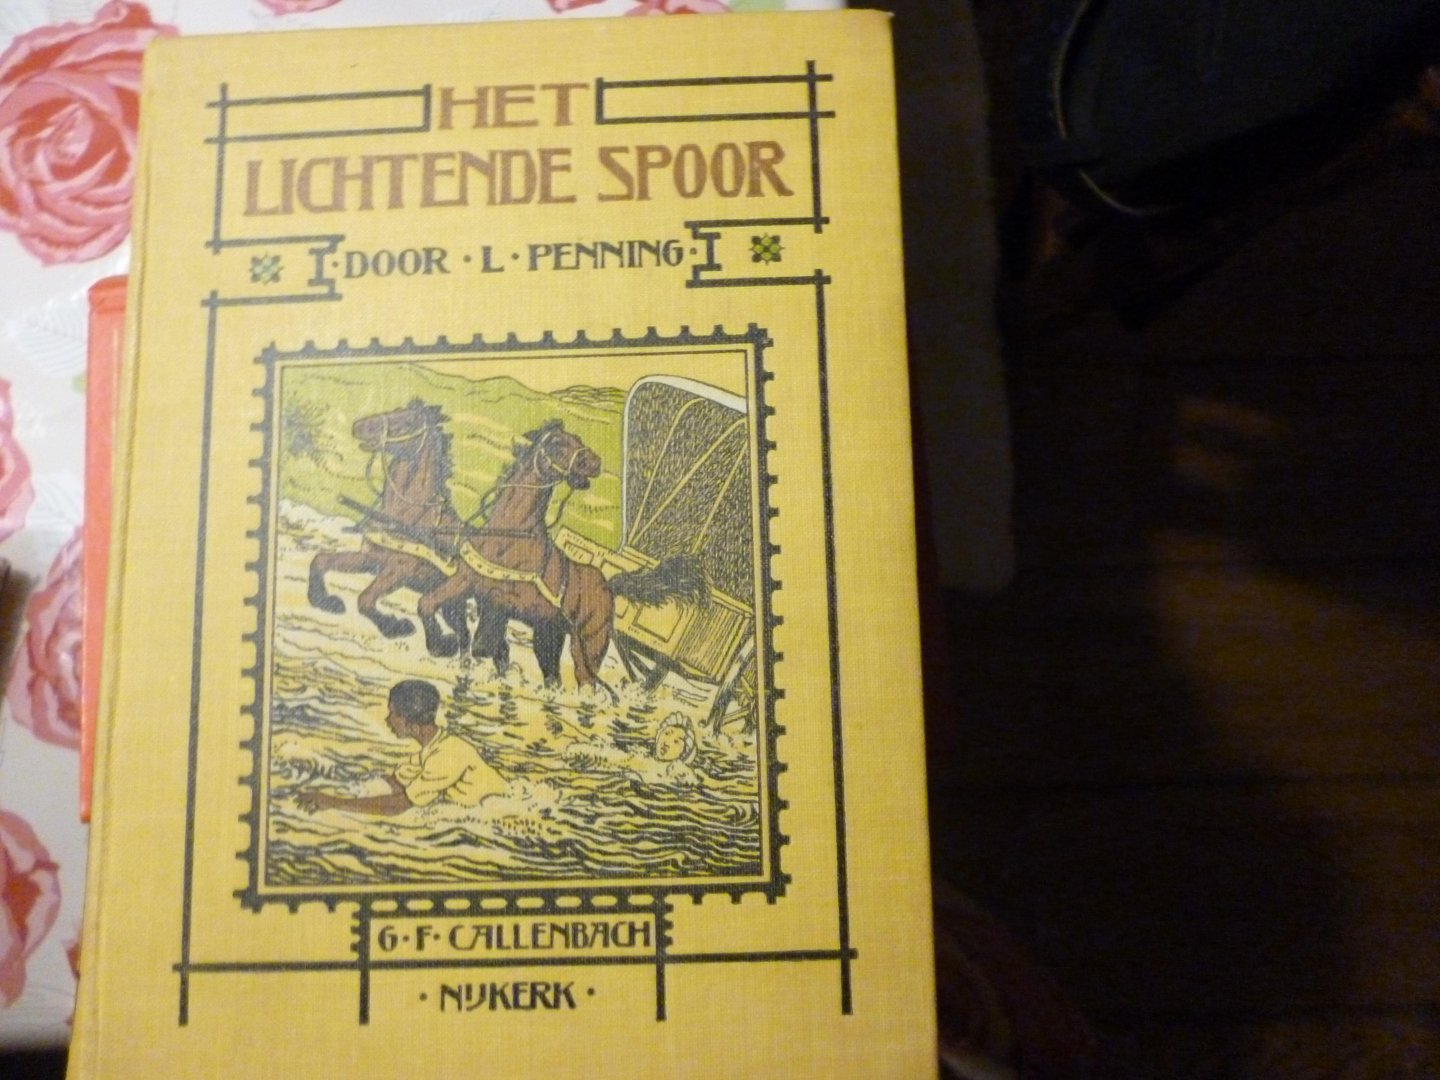 HET
LICHTENDE SPOOR
·DOOR·L·PENNING·
G·F·CALLENBACH
·NIJKERK·